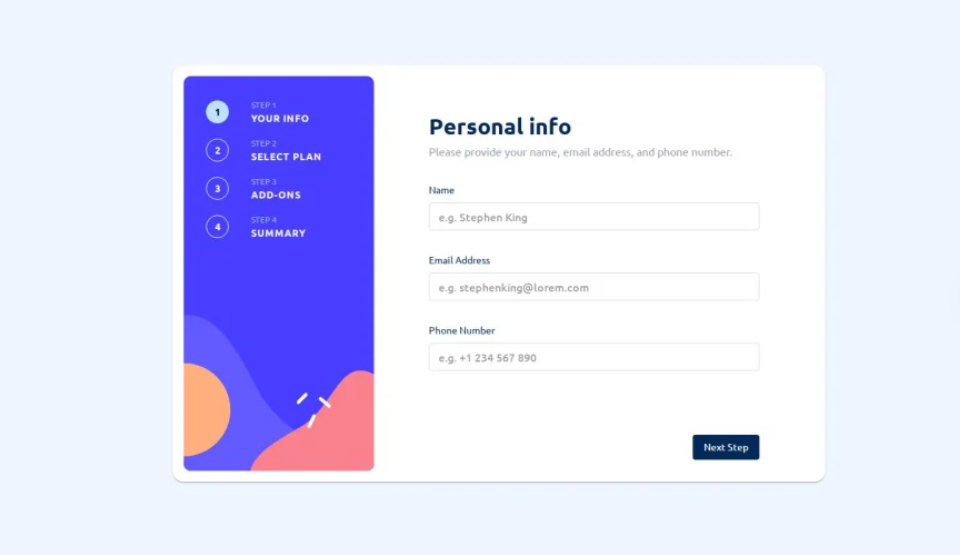 1
STEP 1
YOUR INFO
2
STEP 2
SELECT PLAN
3
STEP 3
ADD-ONS
4
STEP 4
SUMMARY
Personal info
Please provide your name, email address, and phone number.
Name
e.g. Stephen King
Email Address
e.g. stephenking@lorem.com
Phone Number
e.g. +1 234 567 890
Next Step